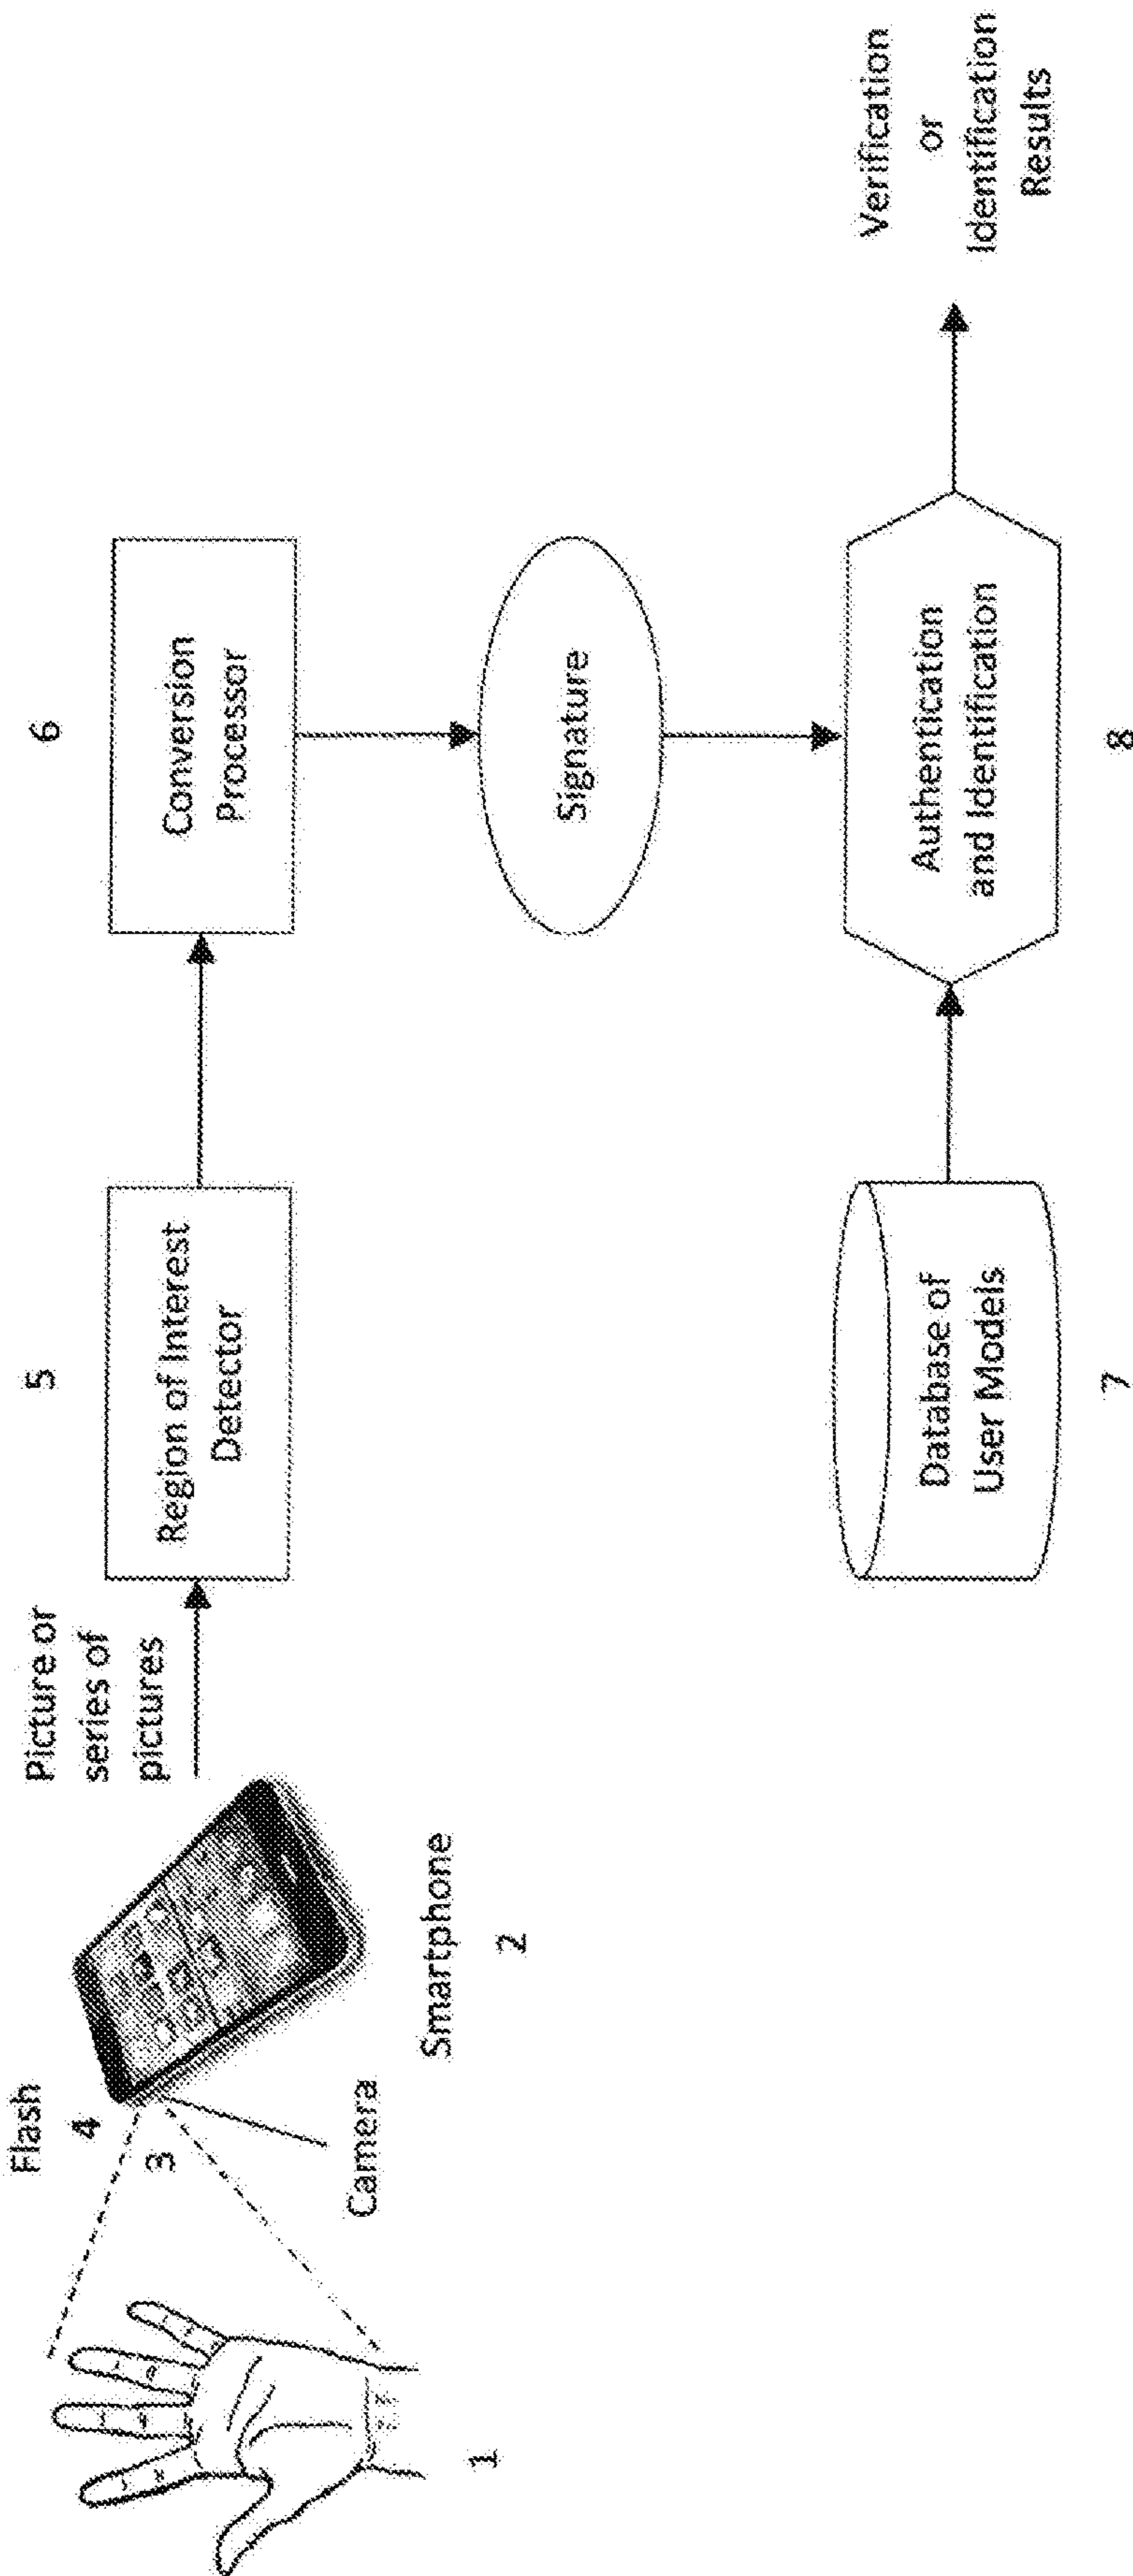 Flash
4
3
Camera
1
Smartphone
2
Picture or
series of
pictures
5
Region of Interest
Detector
6
Conversion
Processor
Signature
Database of
User Models
7
Authentication
and Identification
8
Verification
or
Identification
Results